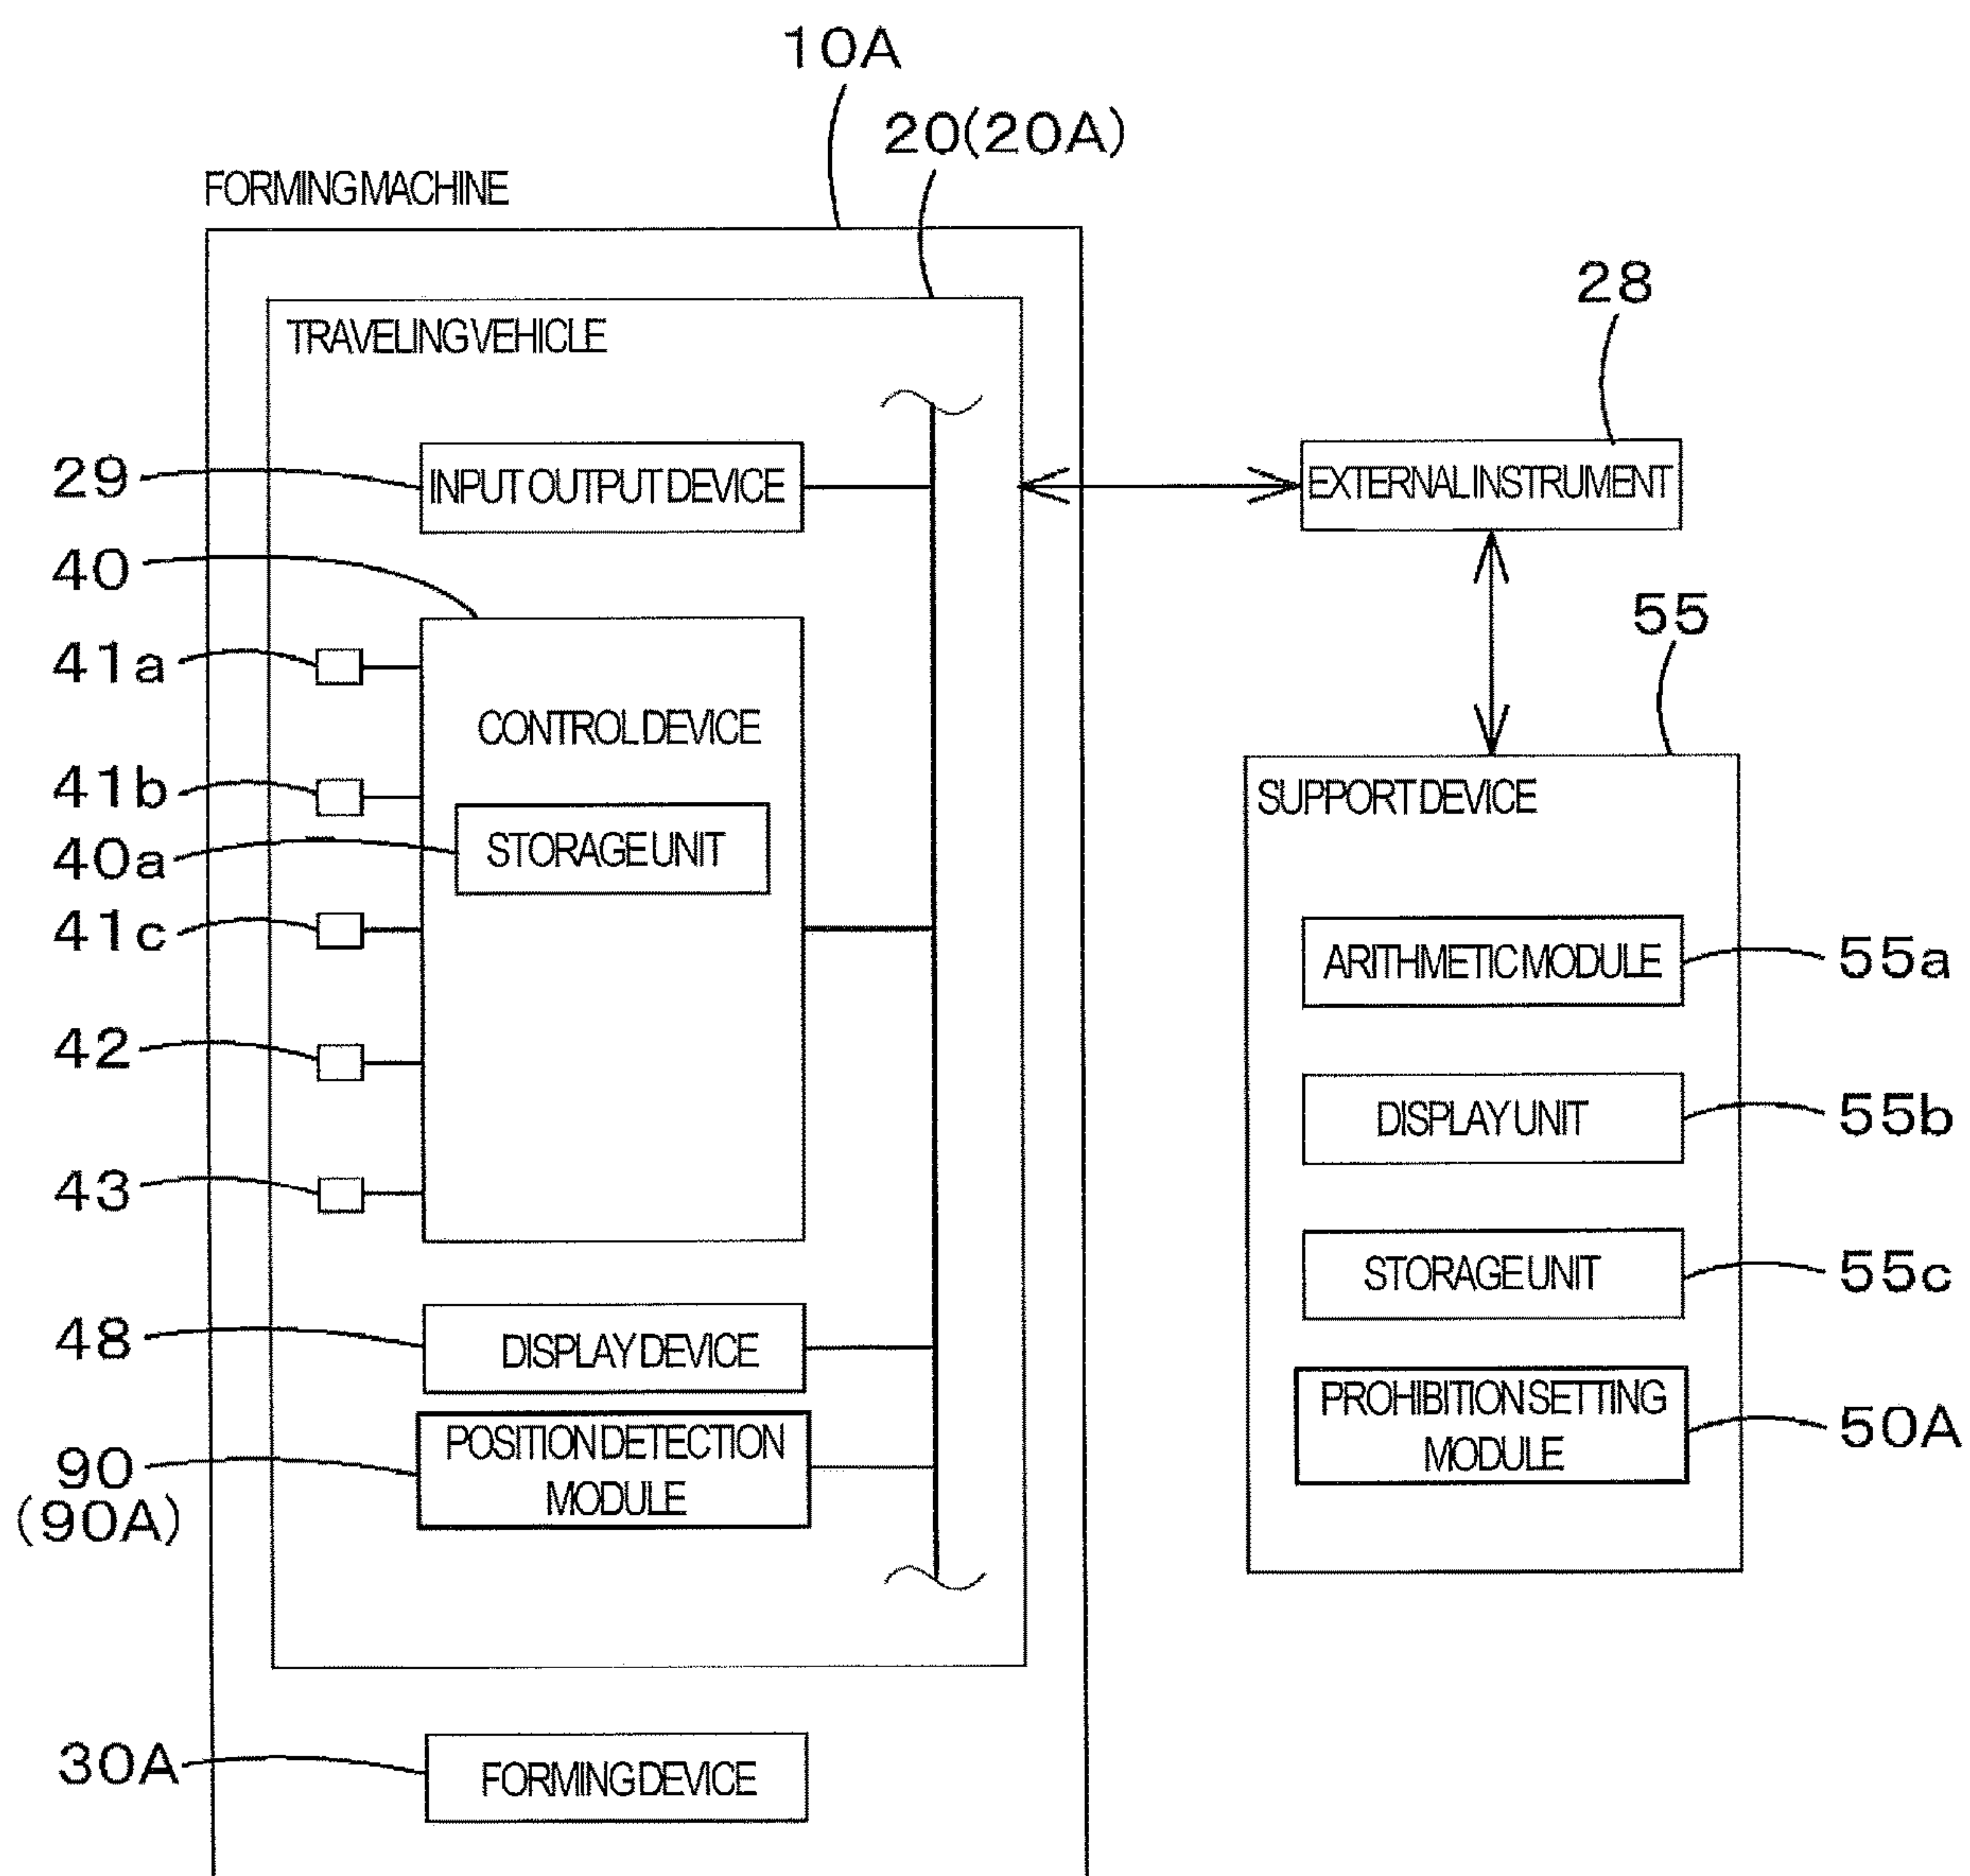 10A
20(20A)
FORMING MACHINE
28
TRAVELING VEHICLE
29
INPUT OUTPUT DEVICE
EXTERNAL INSTRUMENT
40
55
41a
CONTROL DEVICE
41b
SUPPORT DEVICE
40a
STORAGE UNIT
41c
ARITHMETIC MODULE
55a
42
DISPLAY UNIT
55b
43
STORAGE UNIT
55c
48
DISPLAY DEVICE
PROHIBITION SETTING
MODULE
50A
90
(90A)
POSITION DETECTION
MODULE
30A
FORMING DEVICE